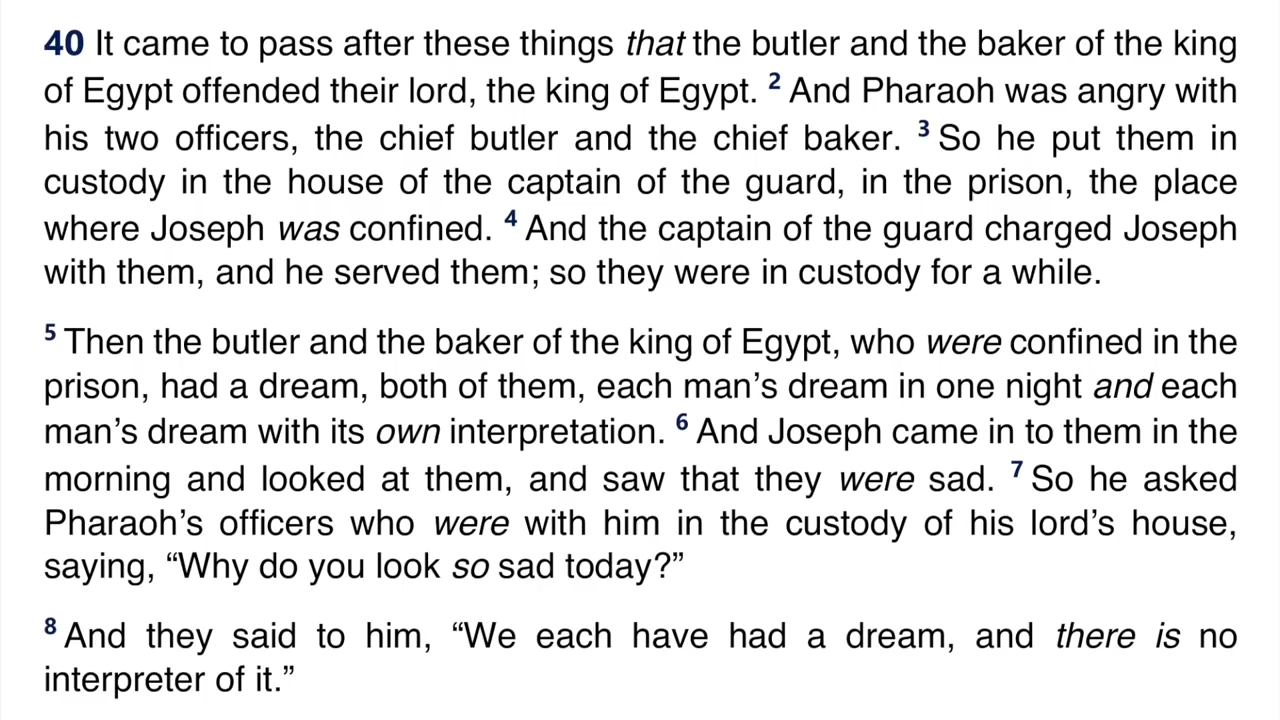 40 It came to pass after these things that the butler and the baker of the king
of Egypt offended their lord, the king of Egypt. 2 And Pharaoh was angry with
his two officers, the chief butler and the chief baker. 3 So he put them in
custody in the house of the captain of the guard, in the prison, the place
where Joseph was confined. 4 And the captain of the guard charged Joseph
with them, and he served them; so they were in custody for a while.
5 Then the butler and the baker of the king of Egypt, who were confined in the
prison, had a dream, both of them, each man’s dream in one night and each
man’s dream with its own interpretation. 6 And Joseph came in to them in the
morning and looked at them, and saw that they were sad. 7 So he asked
Pharaoh’s officers who were with him in the custody of his lord’s house,
saying, “Why do you look so sad today?”
8 And they said to him, “We each have had a dream, and there is no
interpreter of it.”